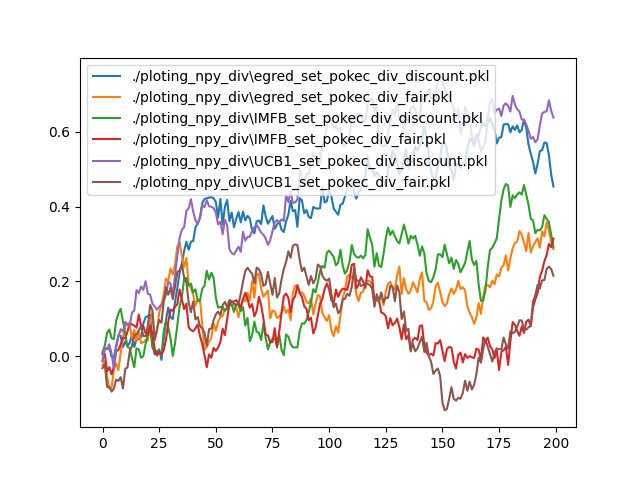 ./ploting_npy_div\egred_set_pokec_div_discount.pkl
./ploting_npy_div\egred_set_pokec_div_fair.pkl
./ploting_npy_div\IMFB_set_pokec_div_discount.pkl
./ploting_npy_div\IMFB_set_pokec_div_fair.pkl
./ploting_npy_div\UCB1_set_pokec_div_discount.pkl
./ploting_npy_div\UCB1_set_pokec_div_fair.pkl
0.6
0.4
0.2
0.0
0 25 50 75 100 125 150 175 200